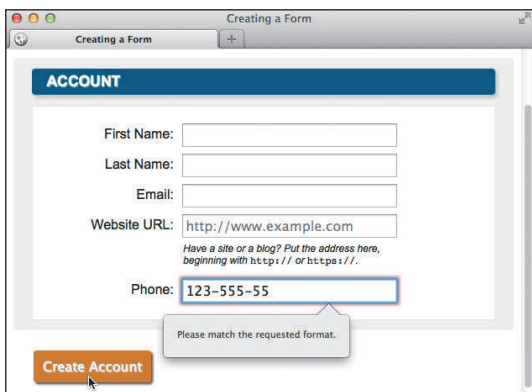 Creating a Form
Creating a Form
+
ACCOUNT
First Name:
Last Name:
Email:
Website URL: http://www.example.com
Have a site or a blog? Put the address here,
beginning with http:// or https://.
Phone: 123-555-55
Please match the requested format.
Create Account